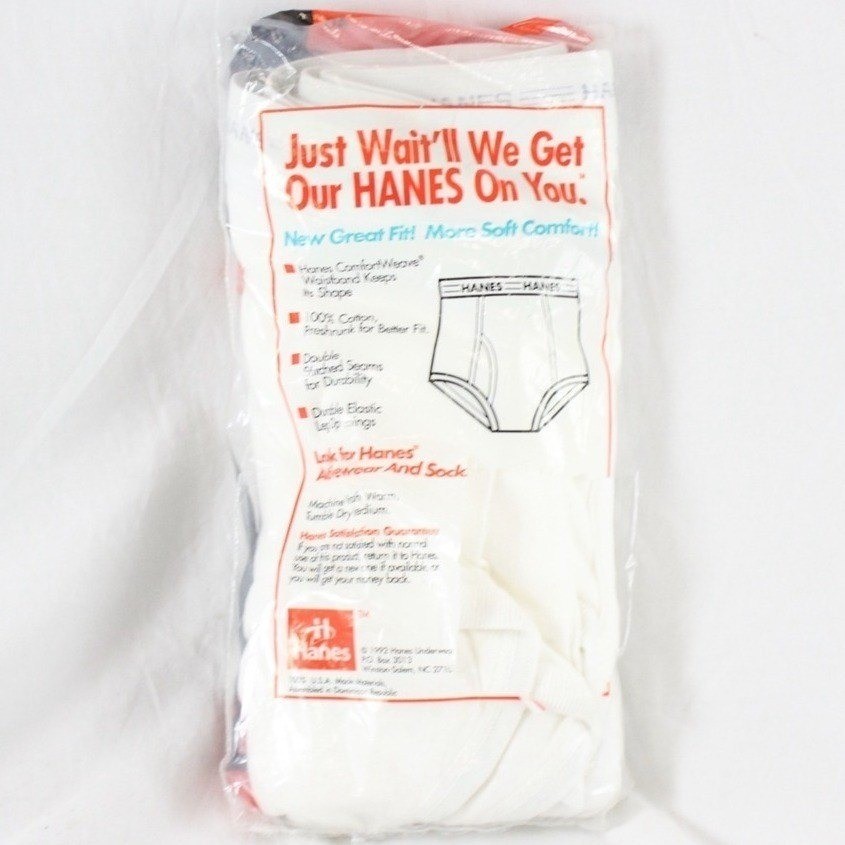 HANES
Just Wait'll We Get
Our HANES On You.
New Great Fit! More Soft Comfort!
Hanes ComfortWeave®
Waistband Keeps
Its Shape
100% Cotton,
Preshrunk for Better Fit.
Double
Stitched Seams
for Durability
Durable Elastic
HANES HANES
Look for Hanes®
And Sock
Machine Warm,
Tumble Dry Medium.
Hanes Satisfaction Guarantee
If you are not satisfied with normal
use of this product, return it to Hanes.
You will get a new one if available, or
you will get your money back.
Hanes
TM
© 1992 Hanes Underwear
P.O. Box 3013
Winston-Salem, NC
U.S.A. Made Materials,
Assembled in Dominican Republic